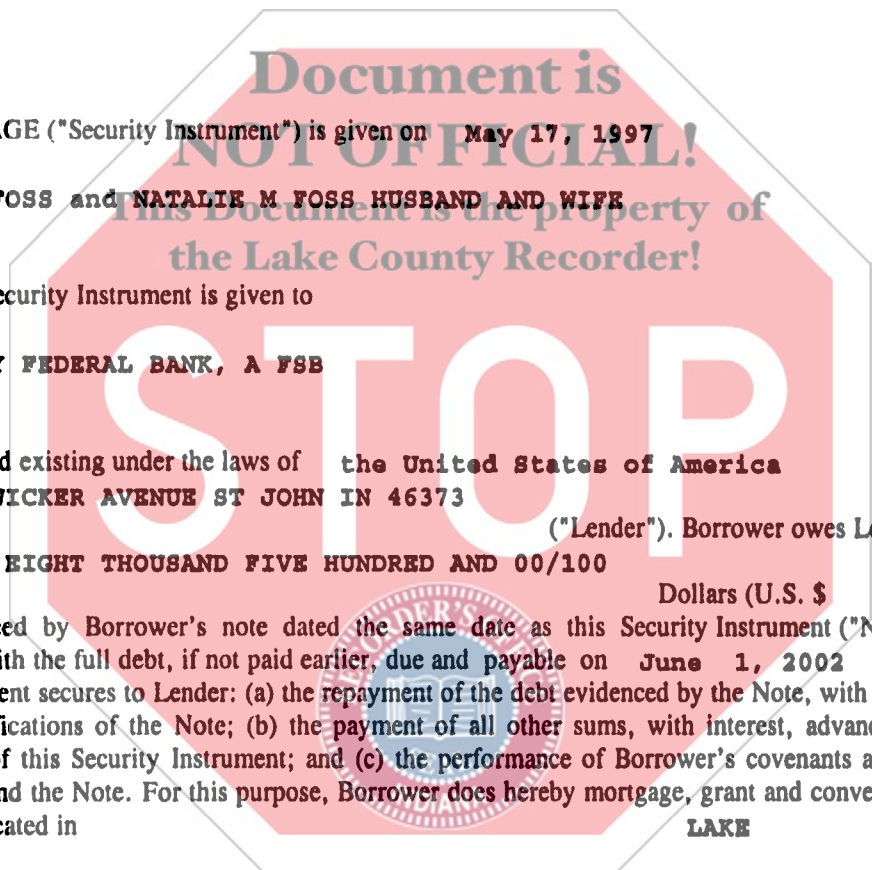 Document is
AGE ("Security Instrument") is given on May 17, 1997
NOT OFFICIAL!
FOSS and NATALIE M FOSS HUSBAND AND WIFE
This Document is the property of
the Lake County Recorder!
ecurity Instrument is given to
STOP
Y FEDERAL BANK, A FSB
d existing under the laws of the United States of America
WICKER AVENUE ST JOHN IN 46373
("Lender"). Borrower owes Le
EIGHT THOUSAND FIVE HUNDRED AND 00/100
Dollars (U.S. $
ced by Borrower's note dated the same date as this Security Instrument ("N
ith the full debt, if not paid earlier, due and payable on June 1, 2002
ent secures to Lender: (a) the repayment of the debt evidenced by the Note, with
fications of the Note; (b) the payment of all other sums, with interest, advanc
f this Security Instrument; and (c) the performance of Borrower's covenants a
nd the Note. For this purpose, Borrower does hereby mortgage, grant and conve
cated in LAKE